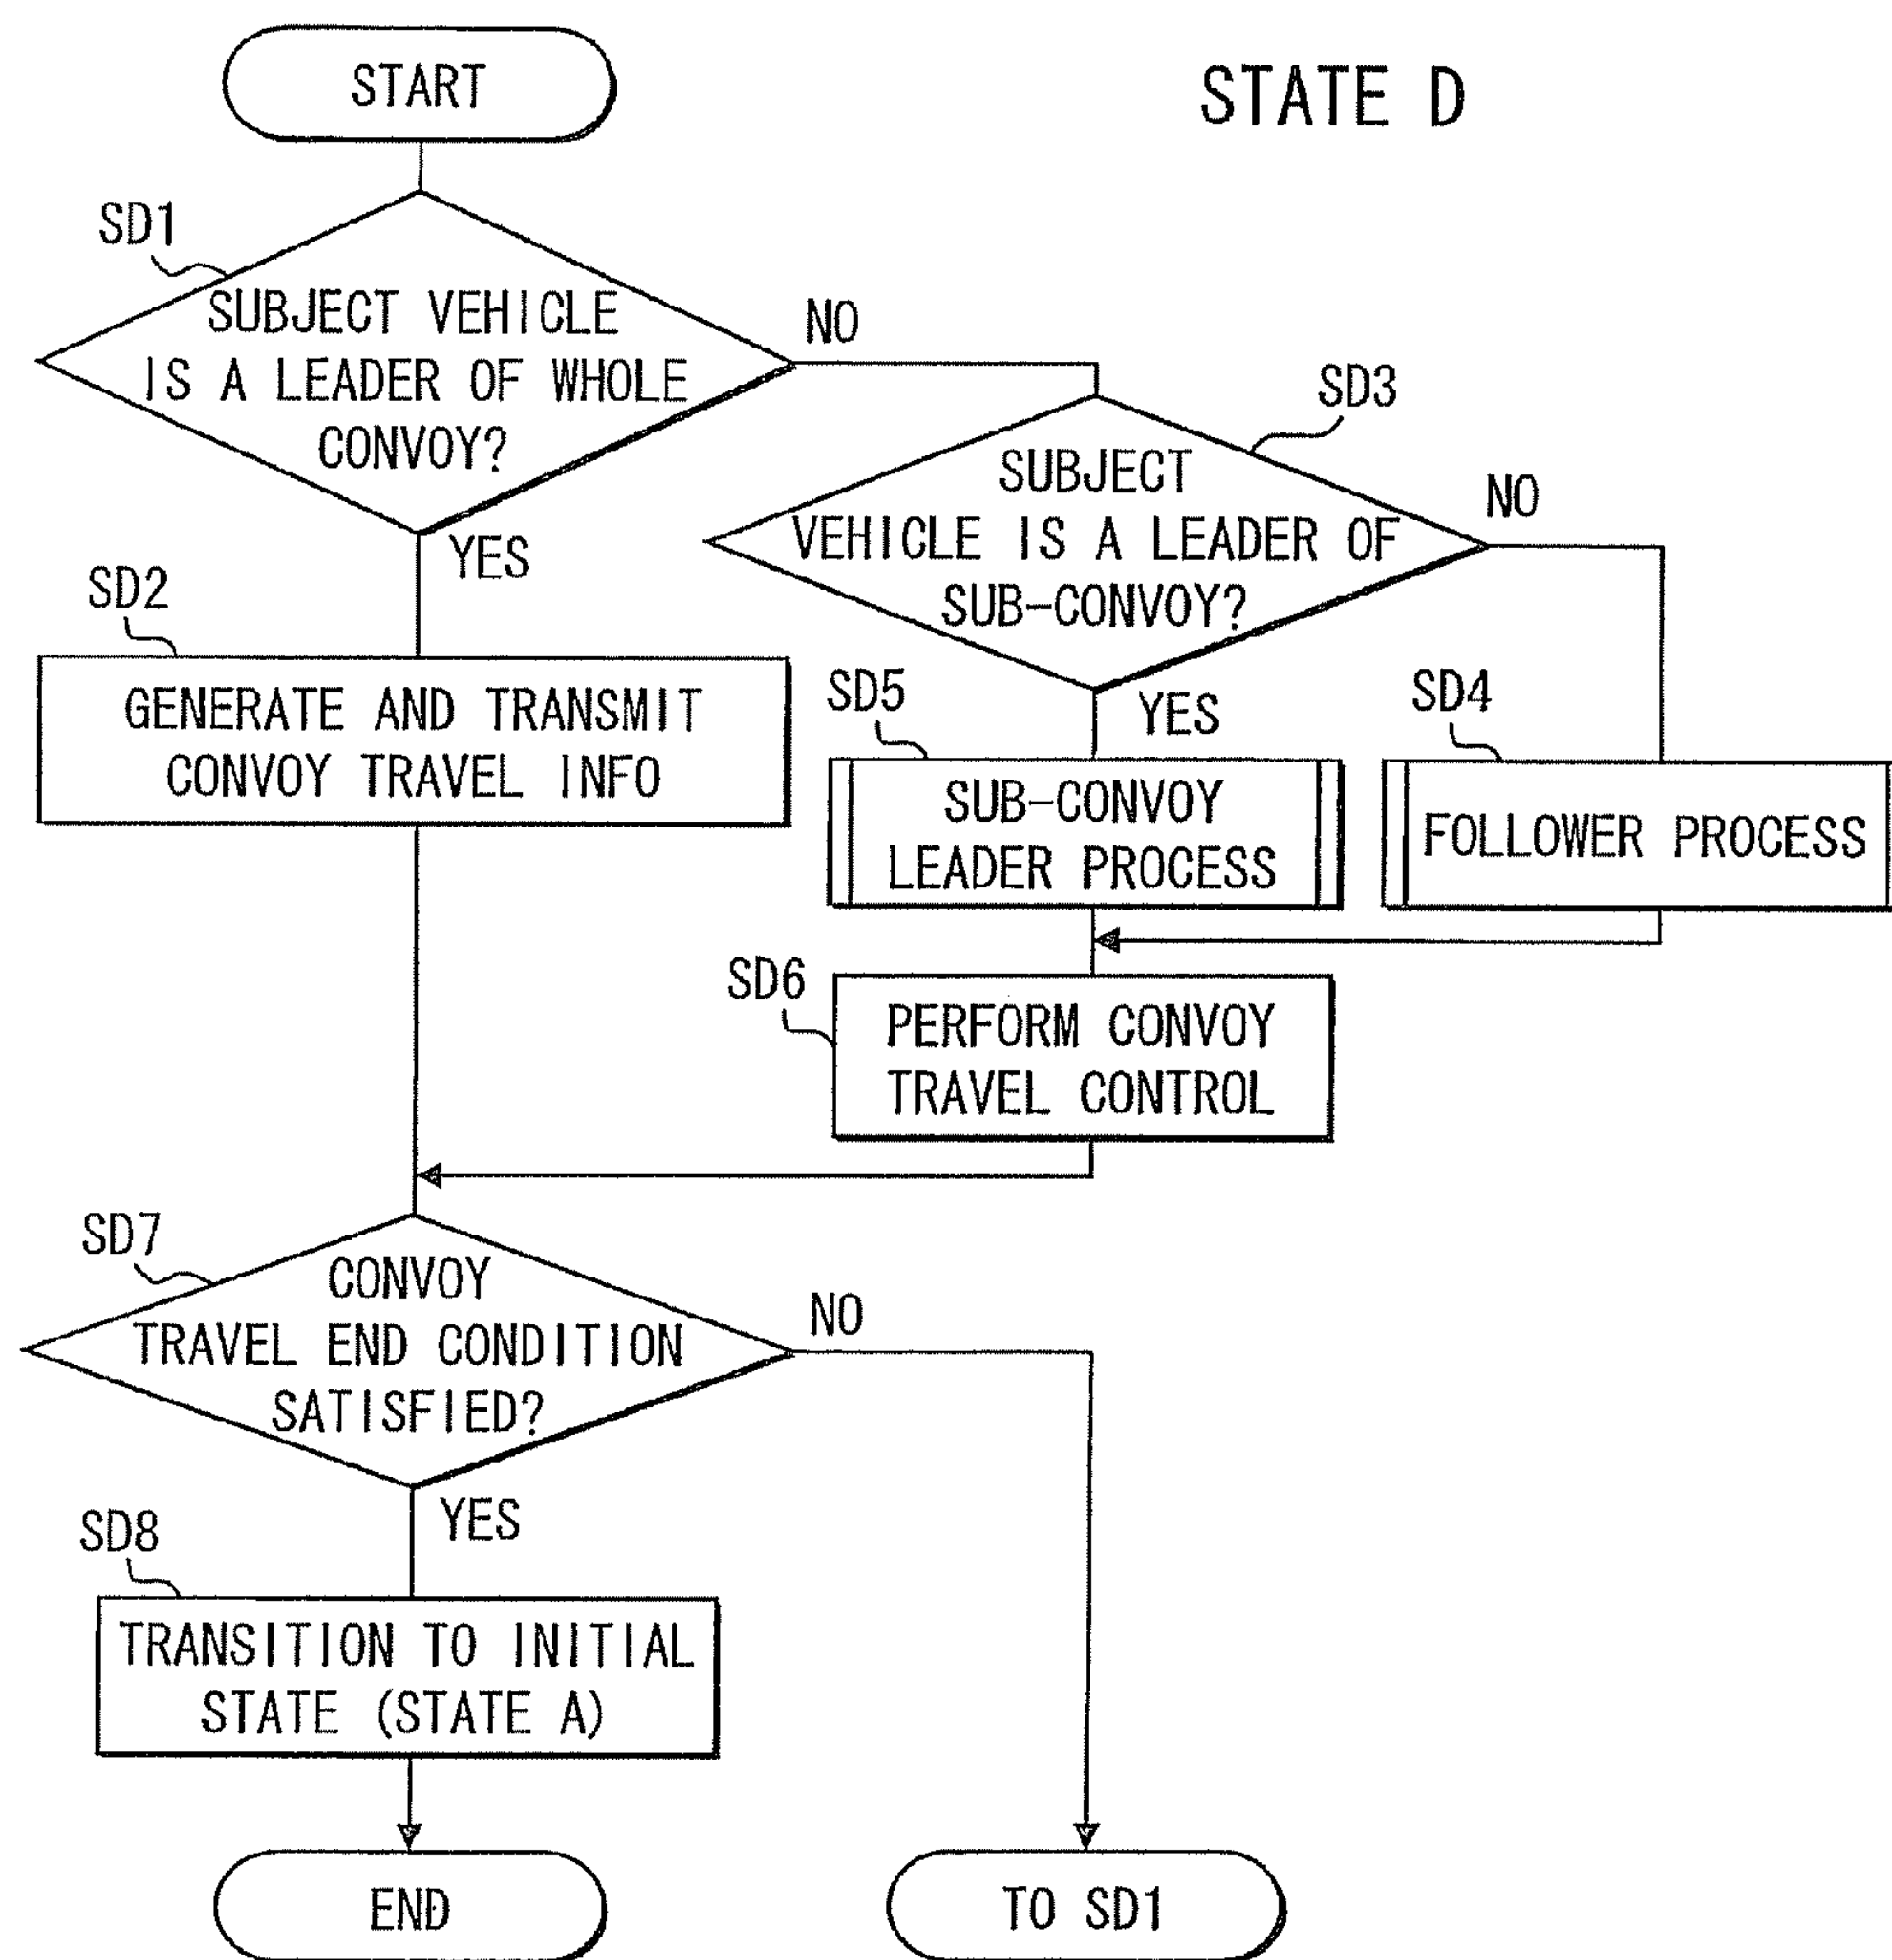 START
STATE D
SD1
SUBJECT VEHICLE
IS A LEADER OF WHOLE
CONVOY?
NO
YES
SD3
SUBJECT
VEHICLE IS A LEADER OF
SUB-CONVOY?
NO
YES
SD2
GENERATE AND TRANSMIT
CONVOY TRAVEL INFO
SD5
SUB-CONVOY
LEADER PROCESS
SD4
FOLLOWER PROCESS
SD6
PERFORM CONVOY
TRAVEL CONTROL
SD7
CONVOY
TRAVEL END CONDITION
SATISFIED?
NO
YES
SD8
TRANSITION TO INITIAL
STATE (STATE A)
END
TO SD1